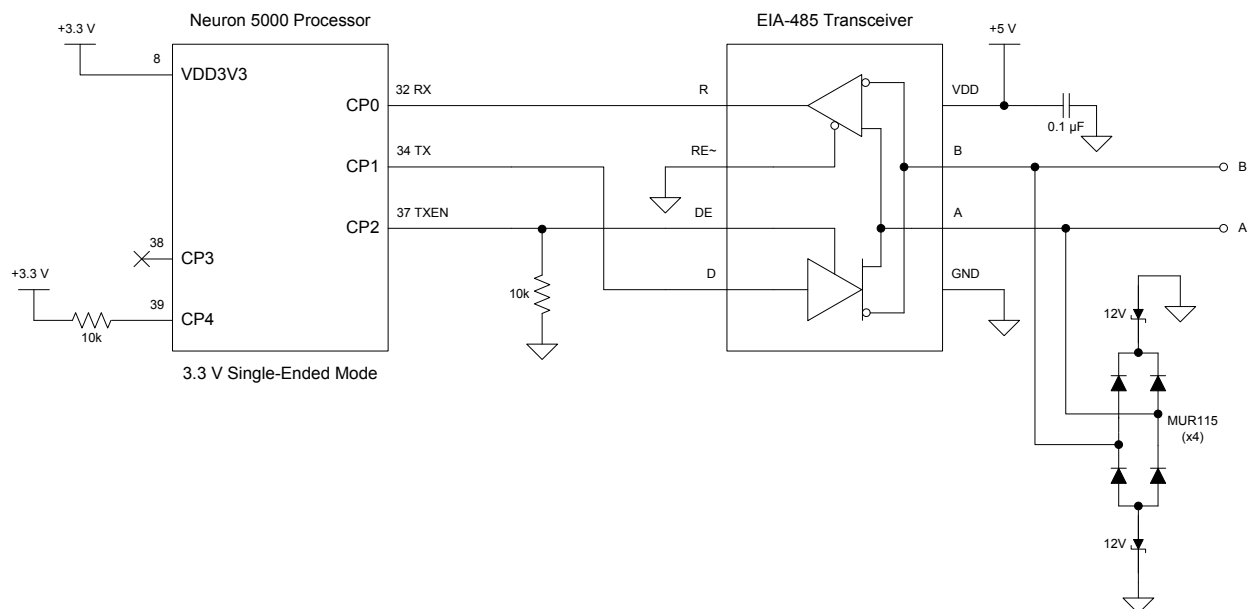 Neuron 5000 Processor
EIA-485 Transceiver
+3.3 V
+5 V
8
VDD3V3
CP0
32 RX
R
VDD
0.1 µF
CP1
34 TX
RE~
B
B
CP2
37 TXEN
DE
A
A
38
CP3
+3.3 V
39
CP4
10k
10k
D
GND
12V
3.3 V Single-Ended Mode
MUR115
(x4)
12V